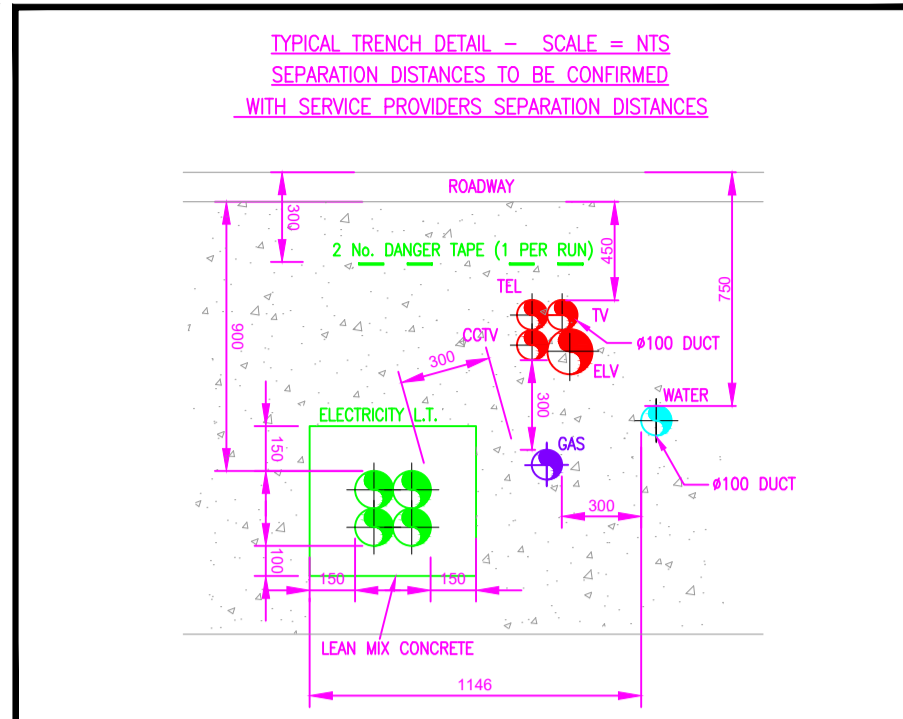 TYPICAL TRENCH DETAIL - SCALE = NTS
SEPARATION DISTANCES TO BE CONFIRMED
WITH SERVICE PROVIDERS SEPARATION DISTANCES
ROADWAY
300
450
750
2 No. DANGER TAPE (1 PER RUN)
TEL
TV
900
CCTV
ø100 DUCT
300
ELV
WATER
300
ELECTRICITY L.T.
150
GAS
ø100 DUCT
300
100
150
150
LEAN MIX CONCRETE
1146